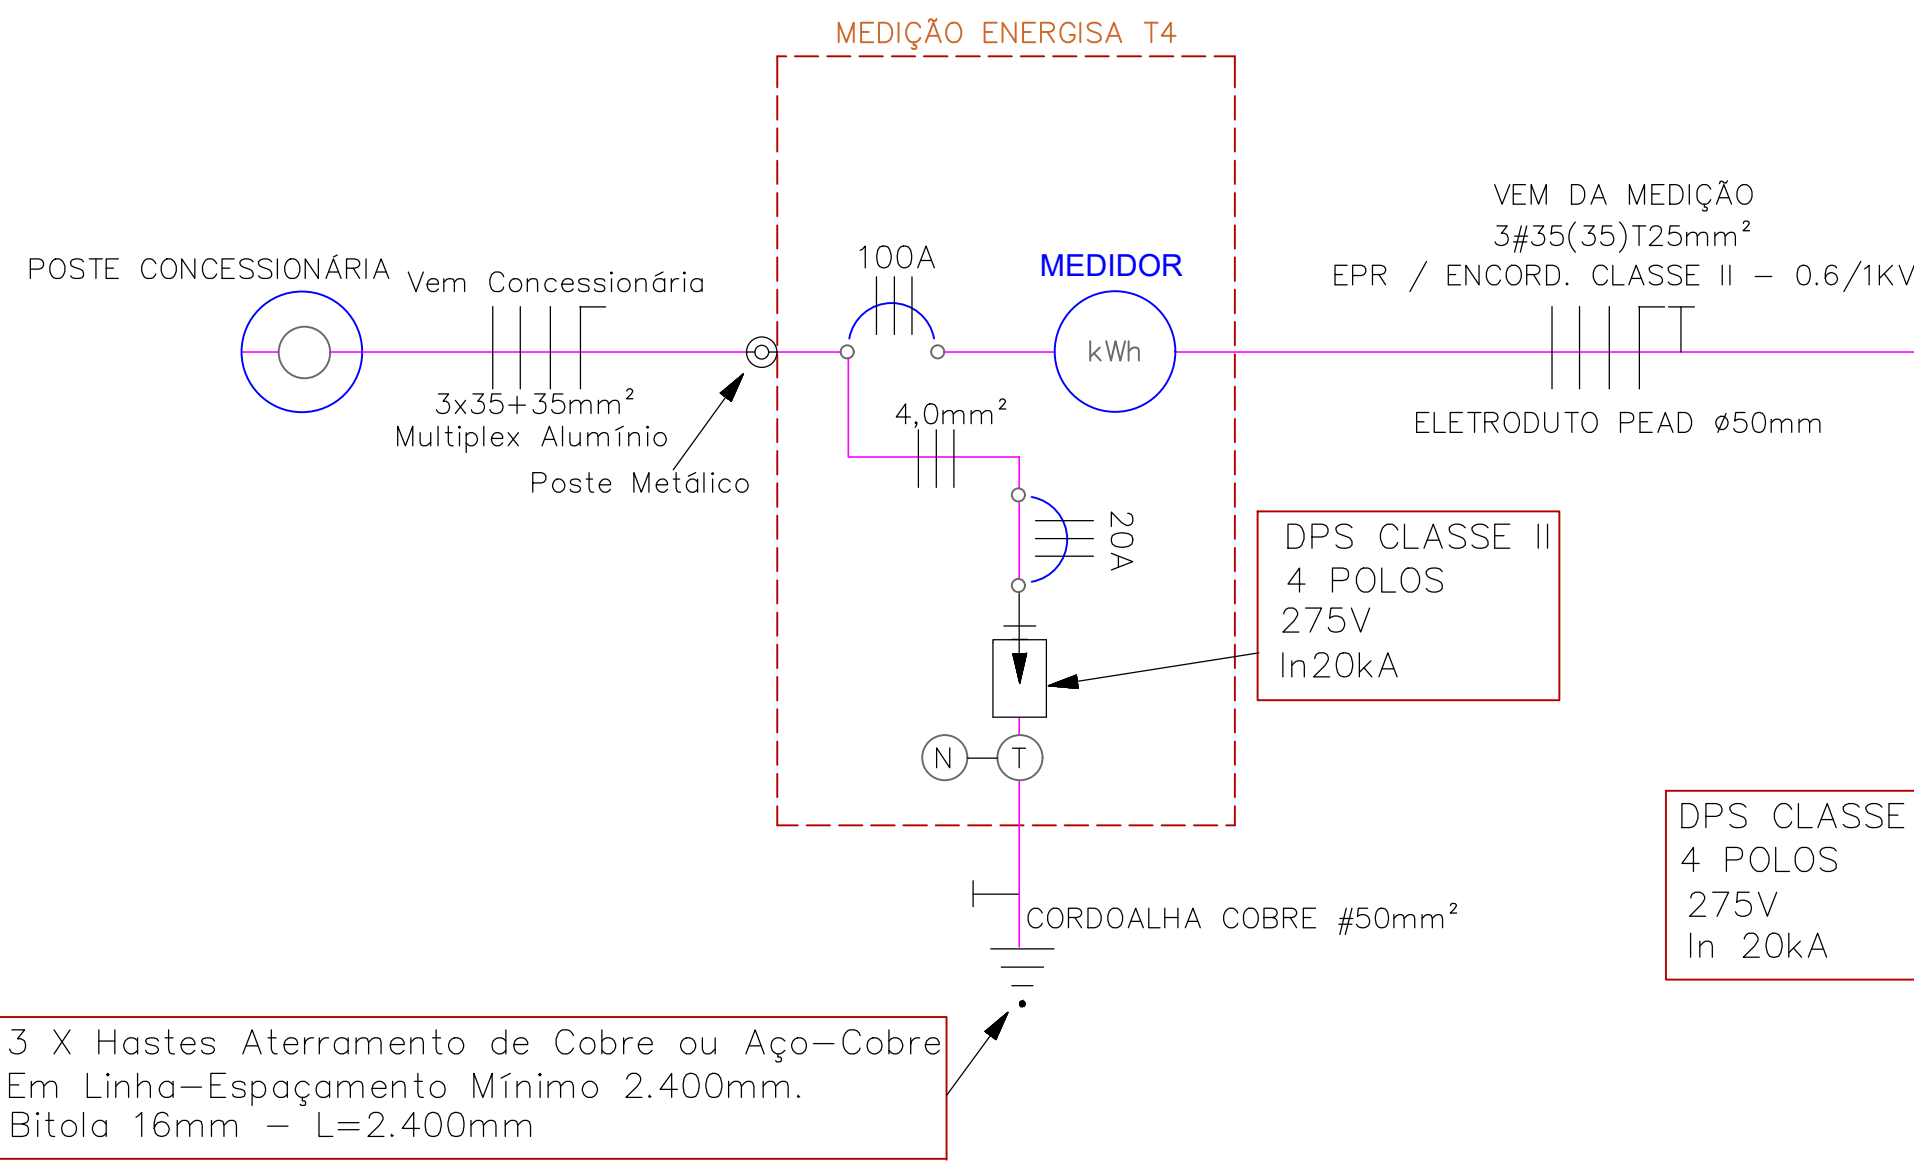 MEDIÇÃO ENERGISA T4
POSTE CONCESSIONÁRIA
Vem Concessionária
3x35+35mm²
Multiplex Alumínio
Poste Metálico
100A
MEDIDOR
kWh
4,0mm²
20A
VEM DA MEDIÇÃO
3#35(35)T25mm²
EPR / ENCORD. CLASSE II – 0.6/1KV
ELETRODUTO PEAD ø50mm
DPS CLASSE II
4 POLOS
275V
In20kA
N
T
CORDOALHA COBRE #50mm²
DPS CLASSE
4 POLOS
275V
In 20kA
3 X Hastes Aterramento de Cobre ou Aço–Cobre
Em Linha–Espaçamento Mínimo 2.400mm.
Bitola 16mm – L=2.400mm